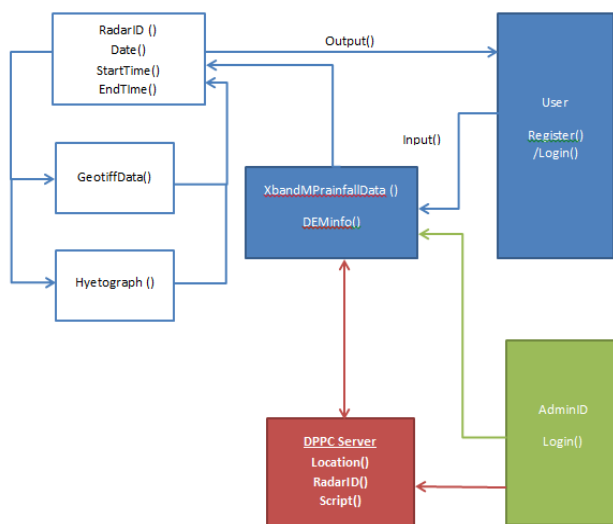 RadarID ()
Date()
StartTime()
EndTIme()
Output()
User
Register()
/Login()
Input()
GeotiffData()
XbandMPrainfallData ()
DEMinfo()
Hyetograph ()
AdminID
Login()
DPPC Server
Location()
RadarID()
Script()